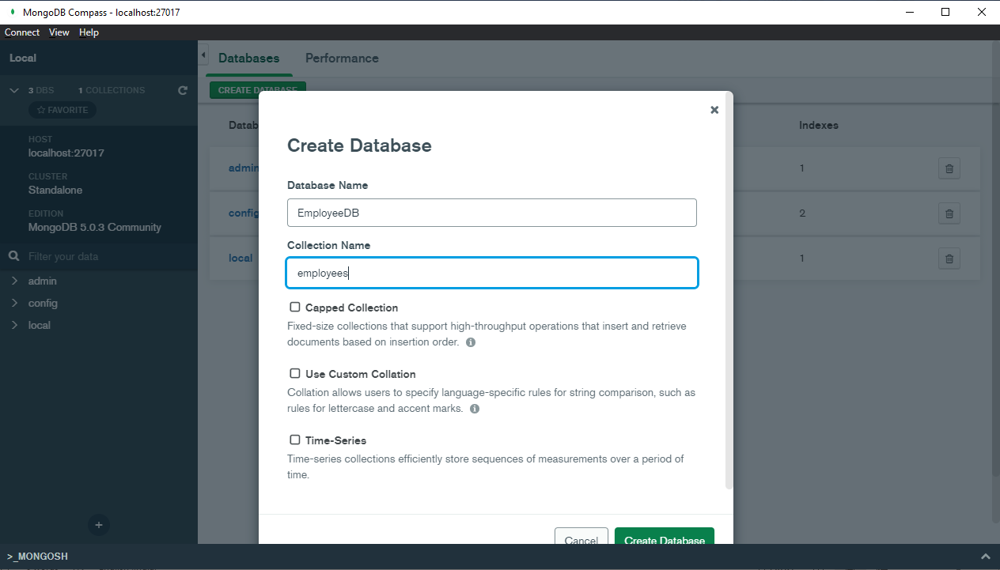 MongoDB Compass - localhost:27017
Connect View Help
Local
Databases Performance
3 DBS 1 COLLECTIONS
FAVORITE
CREATE DATABASE
HOST
localhost:27017
CLUSTER
Standalone
EDITION
MongoDB 5.0.3 Community
Filter your data
admin
config
local
Indexes
admin 1
config 2
local 1
Create Database
Database Name
EmployeeDB
Collection Name
employees
Capped Collection
Fixed-size collections that support high-throughput operations that insert and retrieve
documents based on insertion order.
Use Custom Collation
Collation allows users to specify language-specific rules for string comparison, such as
rules for lettercase and accent marks.
Time-Series
Time-series collections efficiently store sequences of measurements over a period of
time.
Cancel Create Database
>_MONGOSH